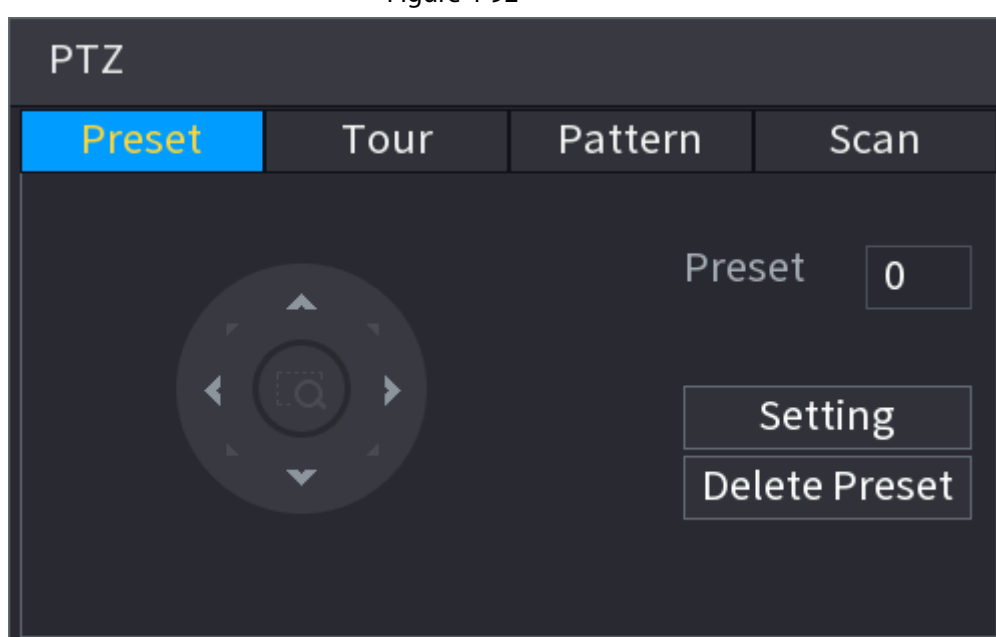 PTZ
Preset Tour Pattern Scan
Preset 0
Setting
Delete Preset